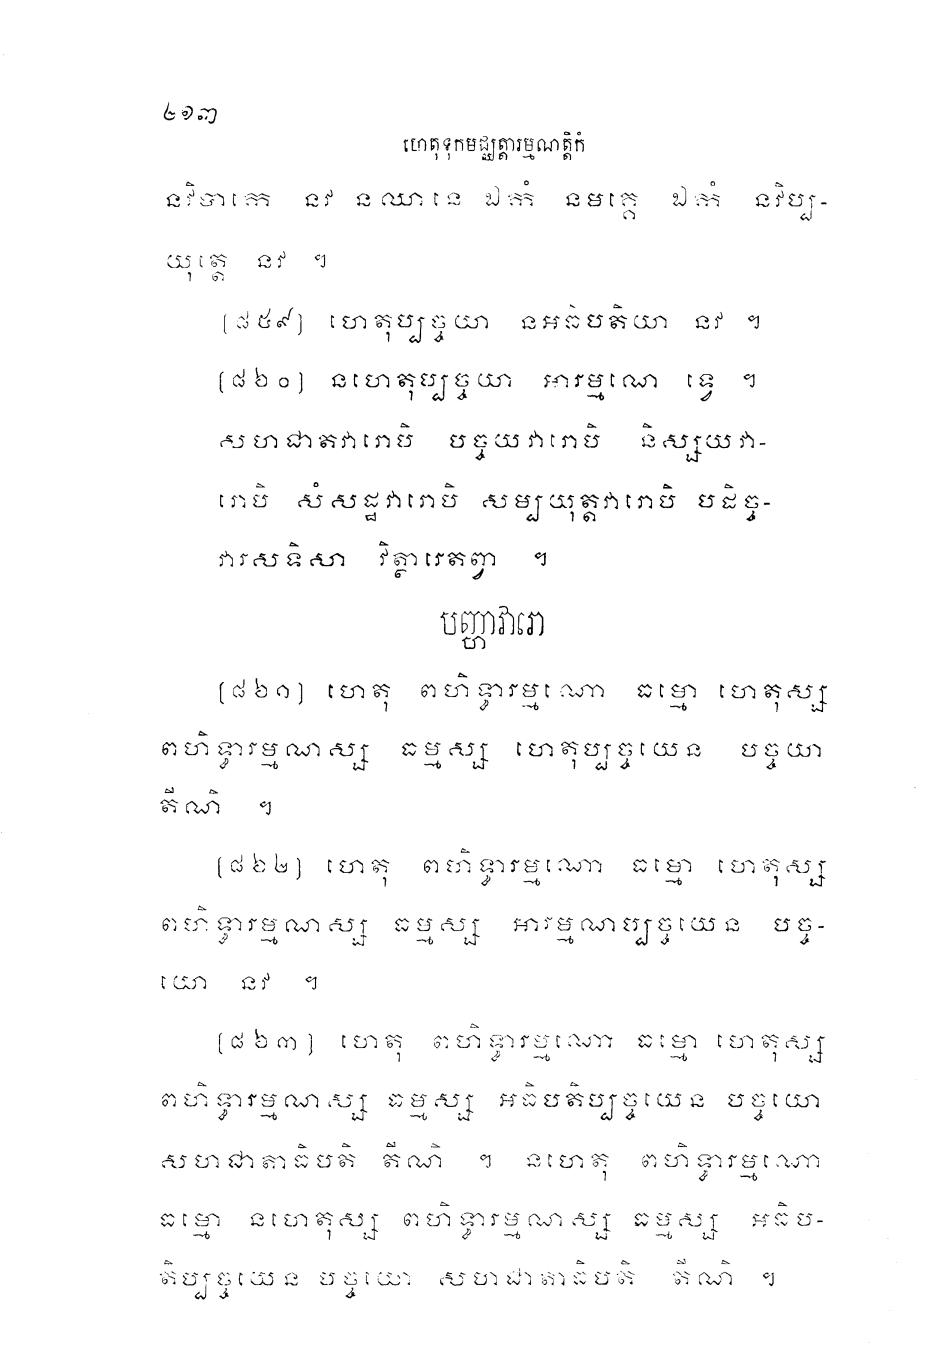 ២១៣
ហេតុទុកមជ្ឈត្តារម្មណត្តិកំ
នវិបាកេ នវ នឈានេ ឯកំ នមគ្គេ ឯកំ នវិប្ប-
យុត្តេ នវ ។
(៨៥៩) ហេតុប្បច្ចយា នអធិបតិយា នវ ។
(៨៦០) នហេតុប្បច្ចយា អារម្មណេ ទ្វេ ។
សហជាតវារោបិ បច្ចយវារោបិ និស្សយវា-
រោបិ សំសដ្ឋវារោបិ សម្បយុត្តវារោបិ បដិច្ច-
វារសទិសា វិត្ថារេតព្វា ។
បញ្ហាវារោ
(៨៦១) ហេតុ ពហិទ្ធារម្មណោ ធម្មោ ហេតុស្ស
ពហិទ្ធារម្មណស្ស ធម្មស្ស ហេតុប្បច្ចយេន បច្ចយោ
តីណិ ។
(៨៦២) ហេតុ ពហិទ្ធារម្មណោ ធម្មោ ហេតុស្ស
ពហិទ្ធារម្មណស្ស ធម្មស្ស អារម្មណប្បច្ចយេន បច្ច-
យោ នវ ។
(៨៦៣) ហេតុ ពហិទ្ធារម្មណោ ធម្មោ ហេតុស្ស
ពហិទ្ធារម្មណស្ស ធម្មស្ស អធិបតិប្បច្ចយេន បច្ចយោ
សហជាតាធិបតិ តីណិ ។ នហេតុ ពហិទ្ធារម្មណោ
ធម្មោ នហេតុស្ស ពហិទ្ធារម្មណស្ស ធម្មស្ស អធិប-
តិប្បច្ចយេន បច្ចយោ សហជាតាធិបតិ តីណិ ។